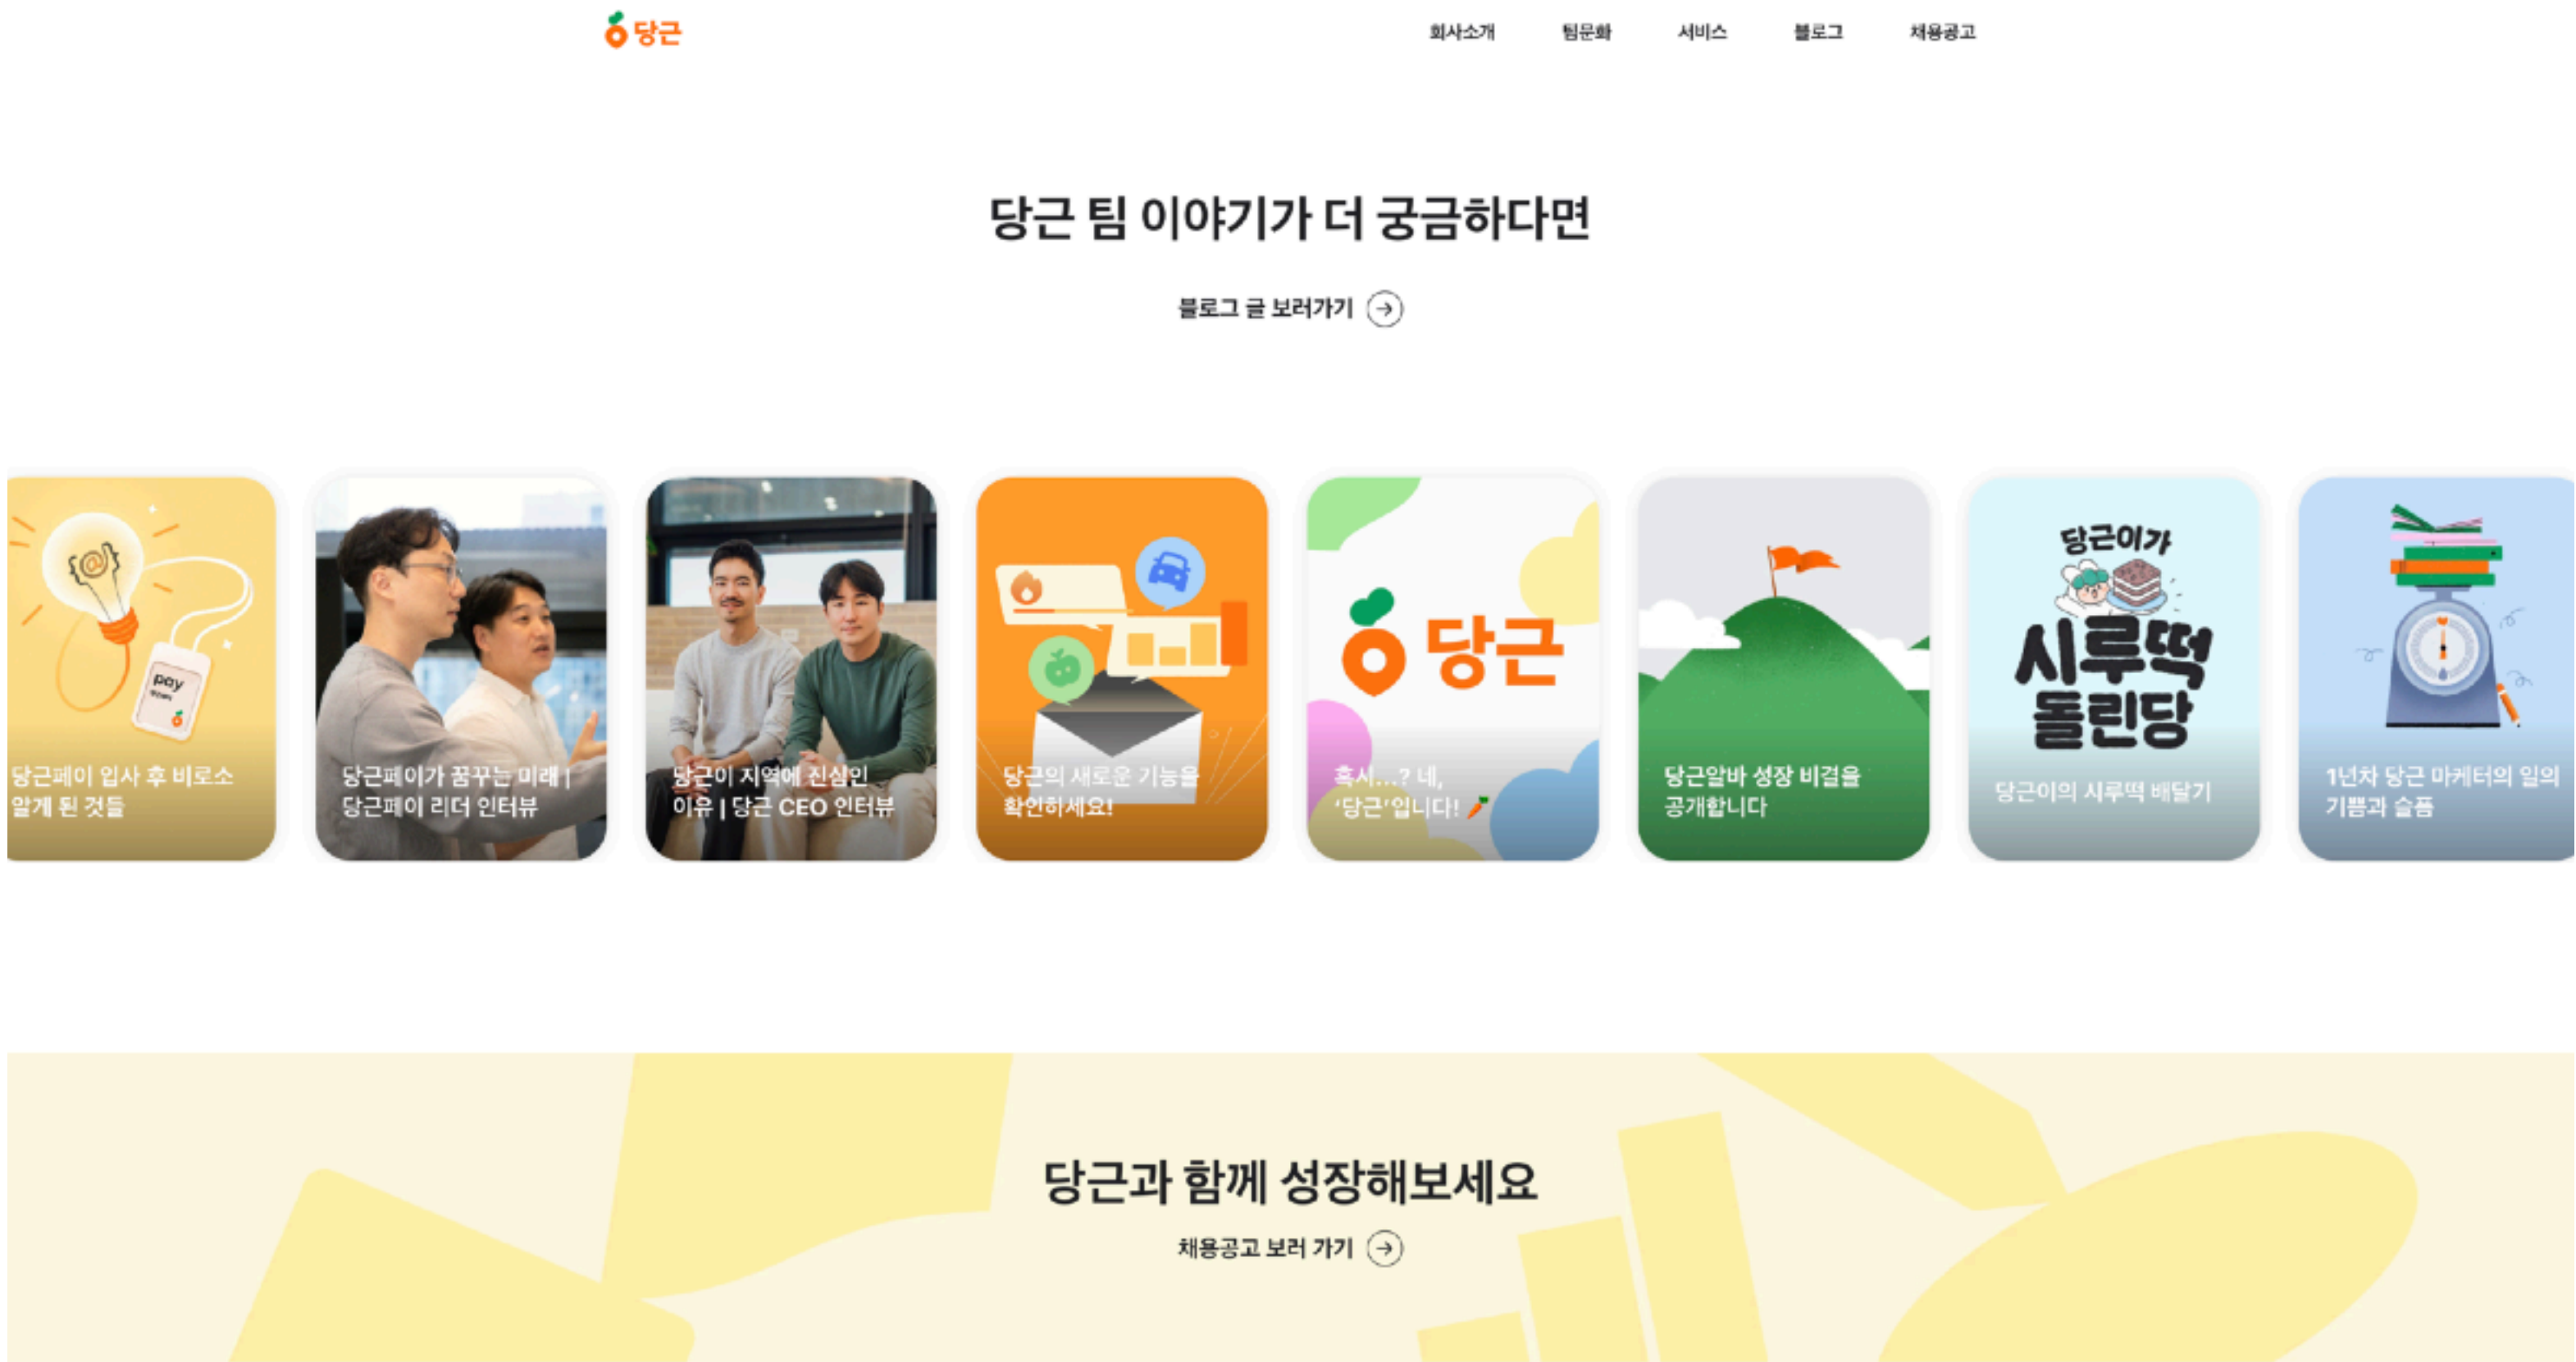 당근
회사소개
팀문화
서비스
블로그
채용공고
당근 팀 이야기가 더 궁금하다면
블로그 글 보러가기
pay
당근페이 입사 후 비로소
알게 된 것들
당근페이가 꿈꾸는 미래 |
당근페이 리더 인터뷰
당근이 지역에 진심인
이유 | 당근 CEO 인터뷰
당근의 새로운 기능을
확인하세요!
당근
혹시...? 네,
‘당근’입니다! 🥕
당근알바 성장 비결을
공개합니다
당근이가
시루떡
돌린당
당근이의 시루떡 배달기
1년차 당근 마케터의 일의
기쁨과 슬픔
당근과 함께 성장해보세요
채용공고 보러 가기